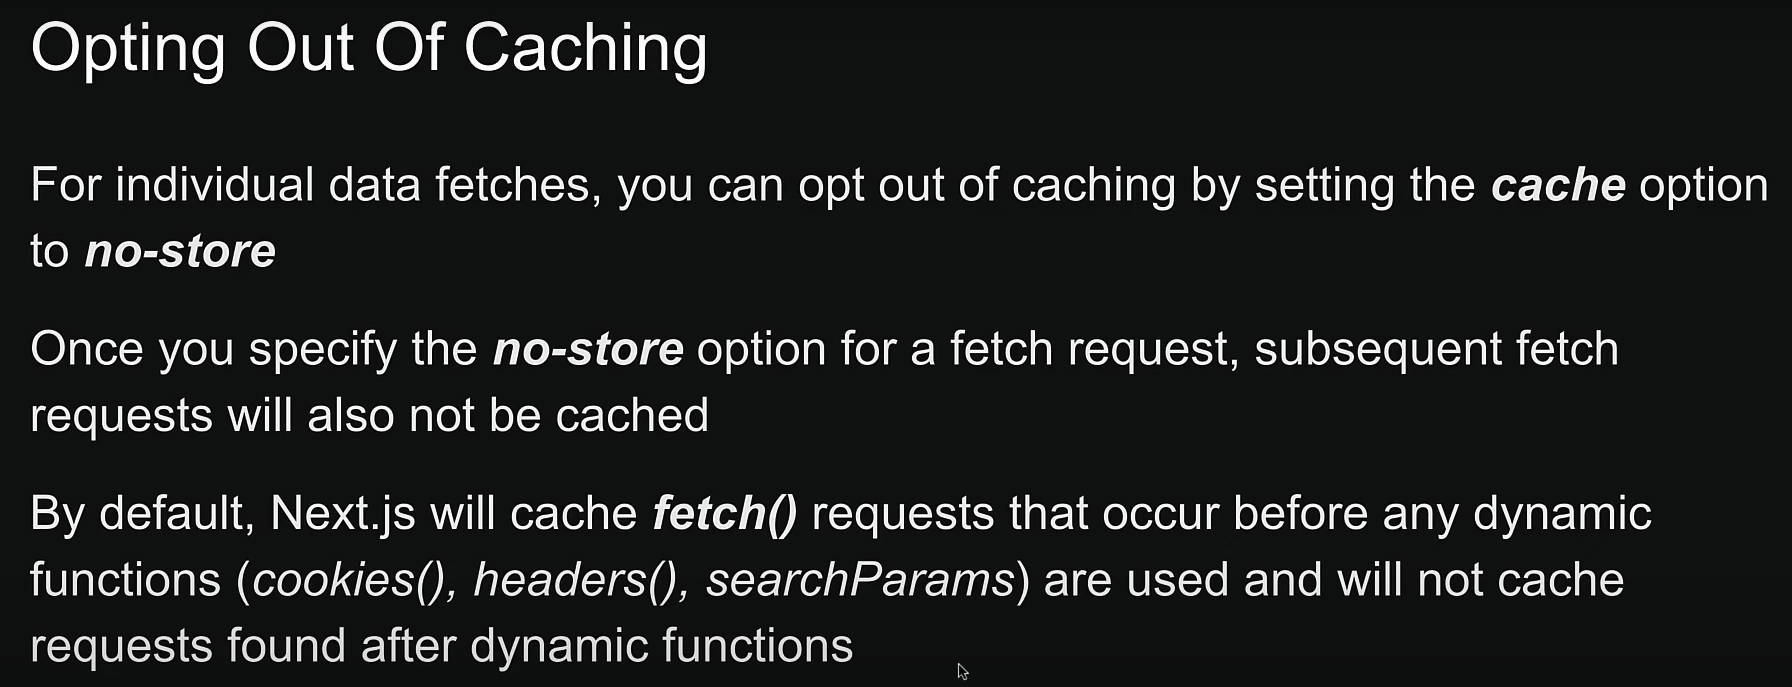 Opting Out Of Caching
For individual data fetches, you can opt out of caching by setting the cache option
to no-store
Once you specify the no-store option for a fetch request, subsequent fetch
requests will also not be cached
By default, Next.js will cache fetch() requests that occur before any dynamic
functions (cookies(), headers(), searchParams) are used and will not cache
requests found after dynamic functions